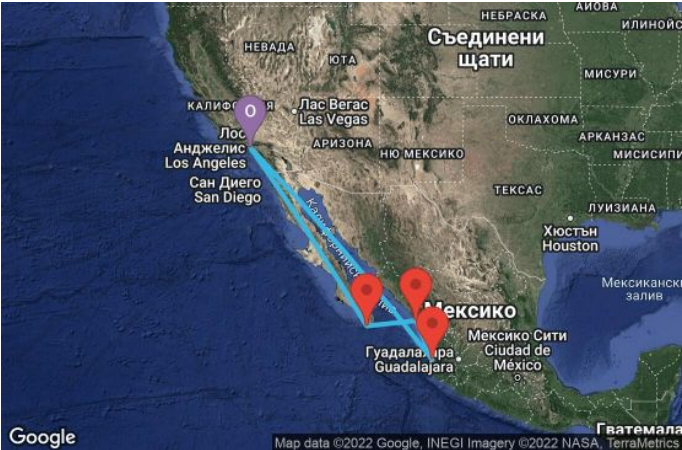 НЕБРАСКА
АЙОВА
ИЛИНОЙС
Съединени
щати
НЕВАДА
ЮТА
МИСУРИ
КАЛИФОРНИЯ
O
Лас Вегас
Las Vegas
ОКЛАХОМА
Лос
Анджелис
Los Angeles
АРИЗОНА
НЮ МЕКСИКО
АРКАНЗАС
МИСИСИПИ
Сан Диего
San Diego
ТЕКСАС
ЛУИЗИАНА
Хюстън
Houston
Мексикански
залив
Мексико
Гуадалахара
Guadalajara
Мексико Сити
Ciudad de
México
Гватемала
Google
Map data ©2022 Google, INEGI Imagery ©2022 NASA, TerraMetrics